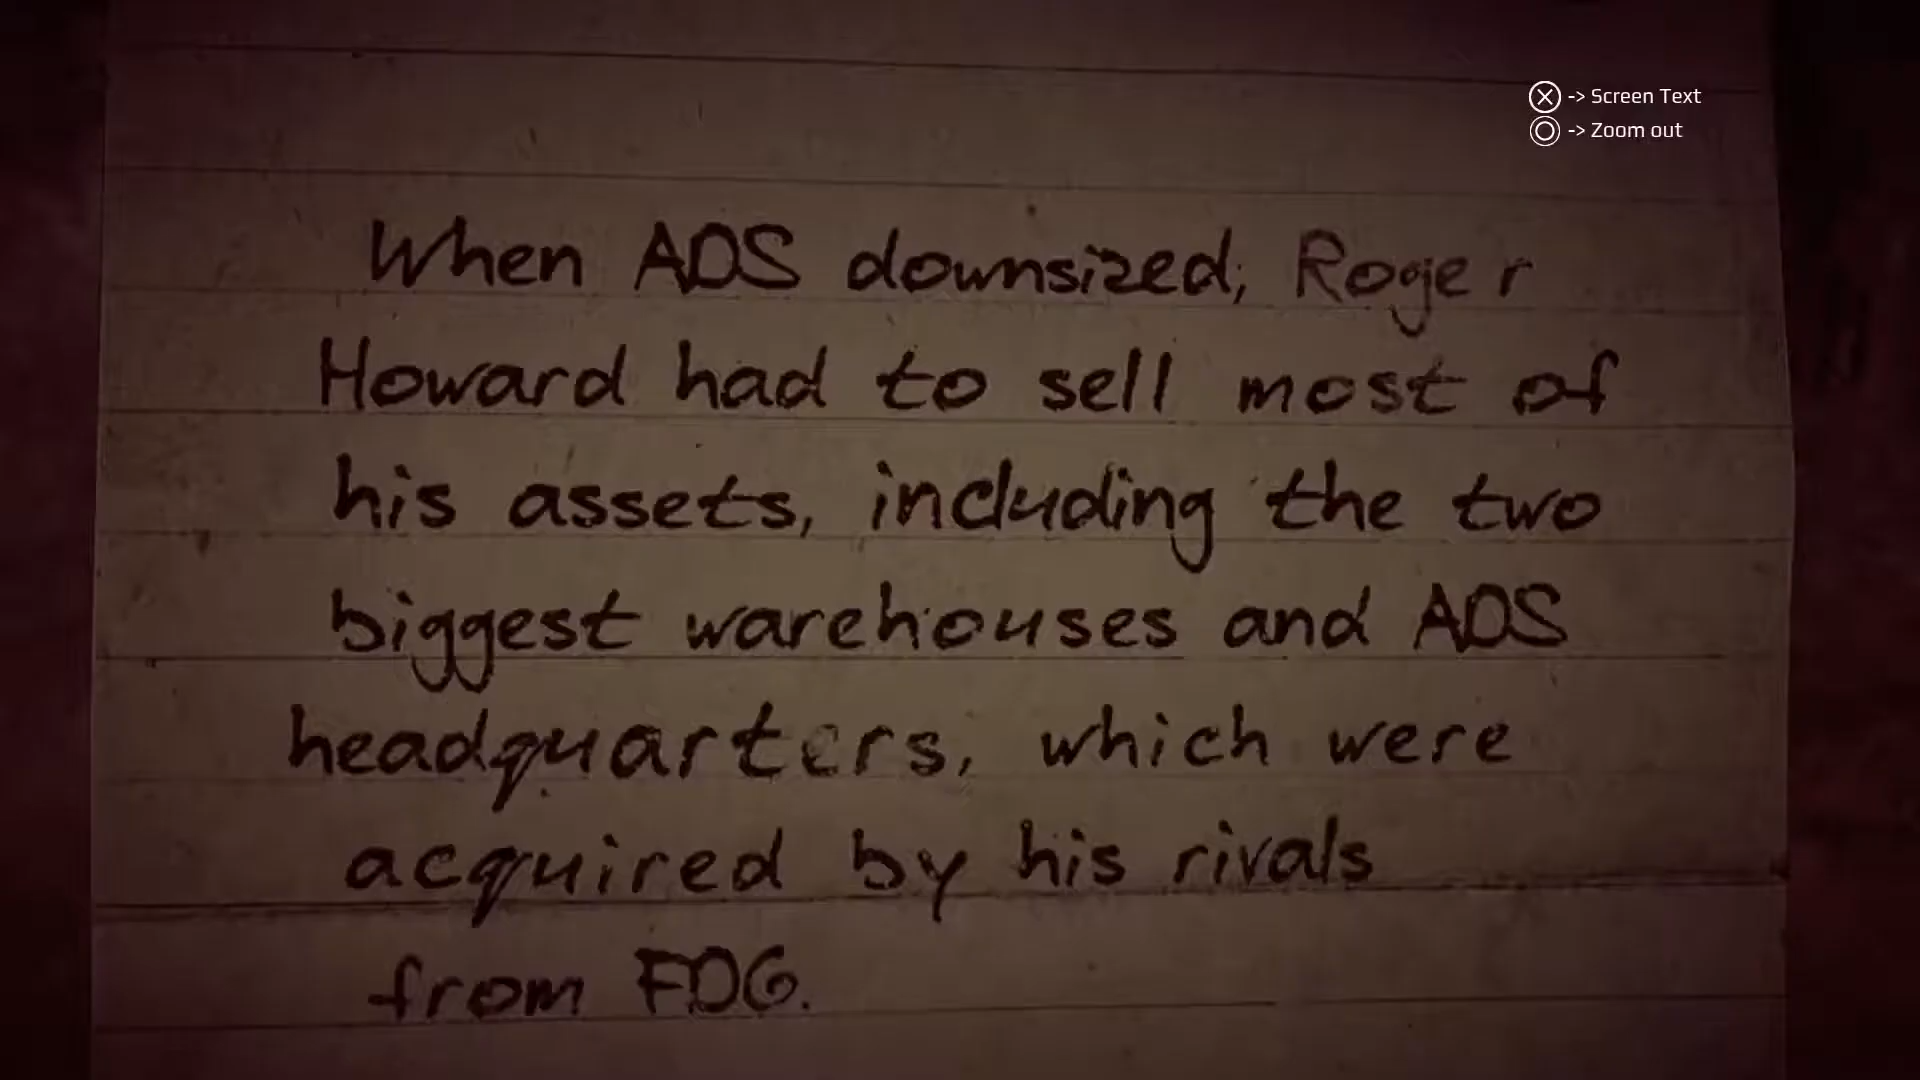 Ⓧ -> Screen Text
◯ -> Zoom out
When ADS downsized, Roger
Howard had to sell most of
his assets, including the two
biggest warehouses and ADS
headquarters, which were
acquired by his rivals
from FDG.